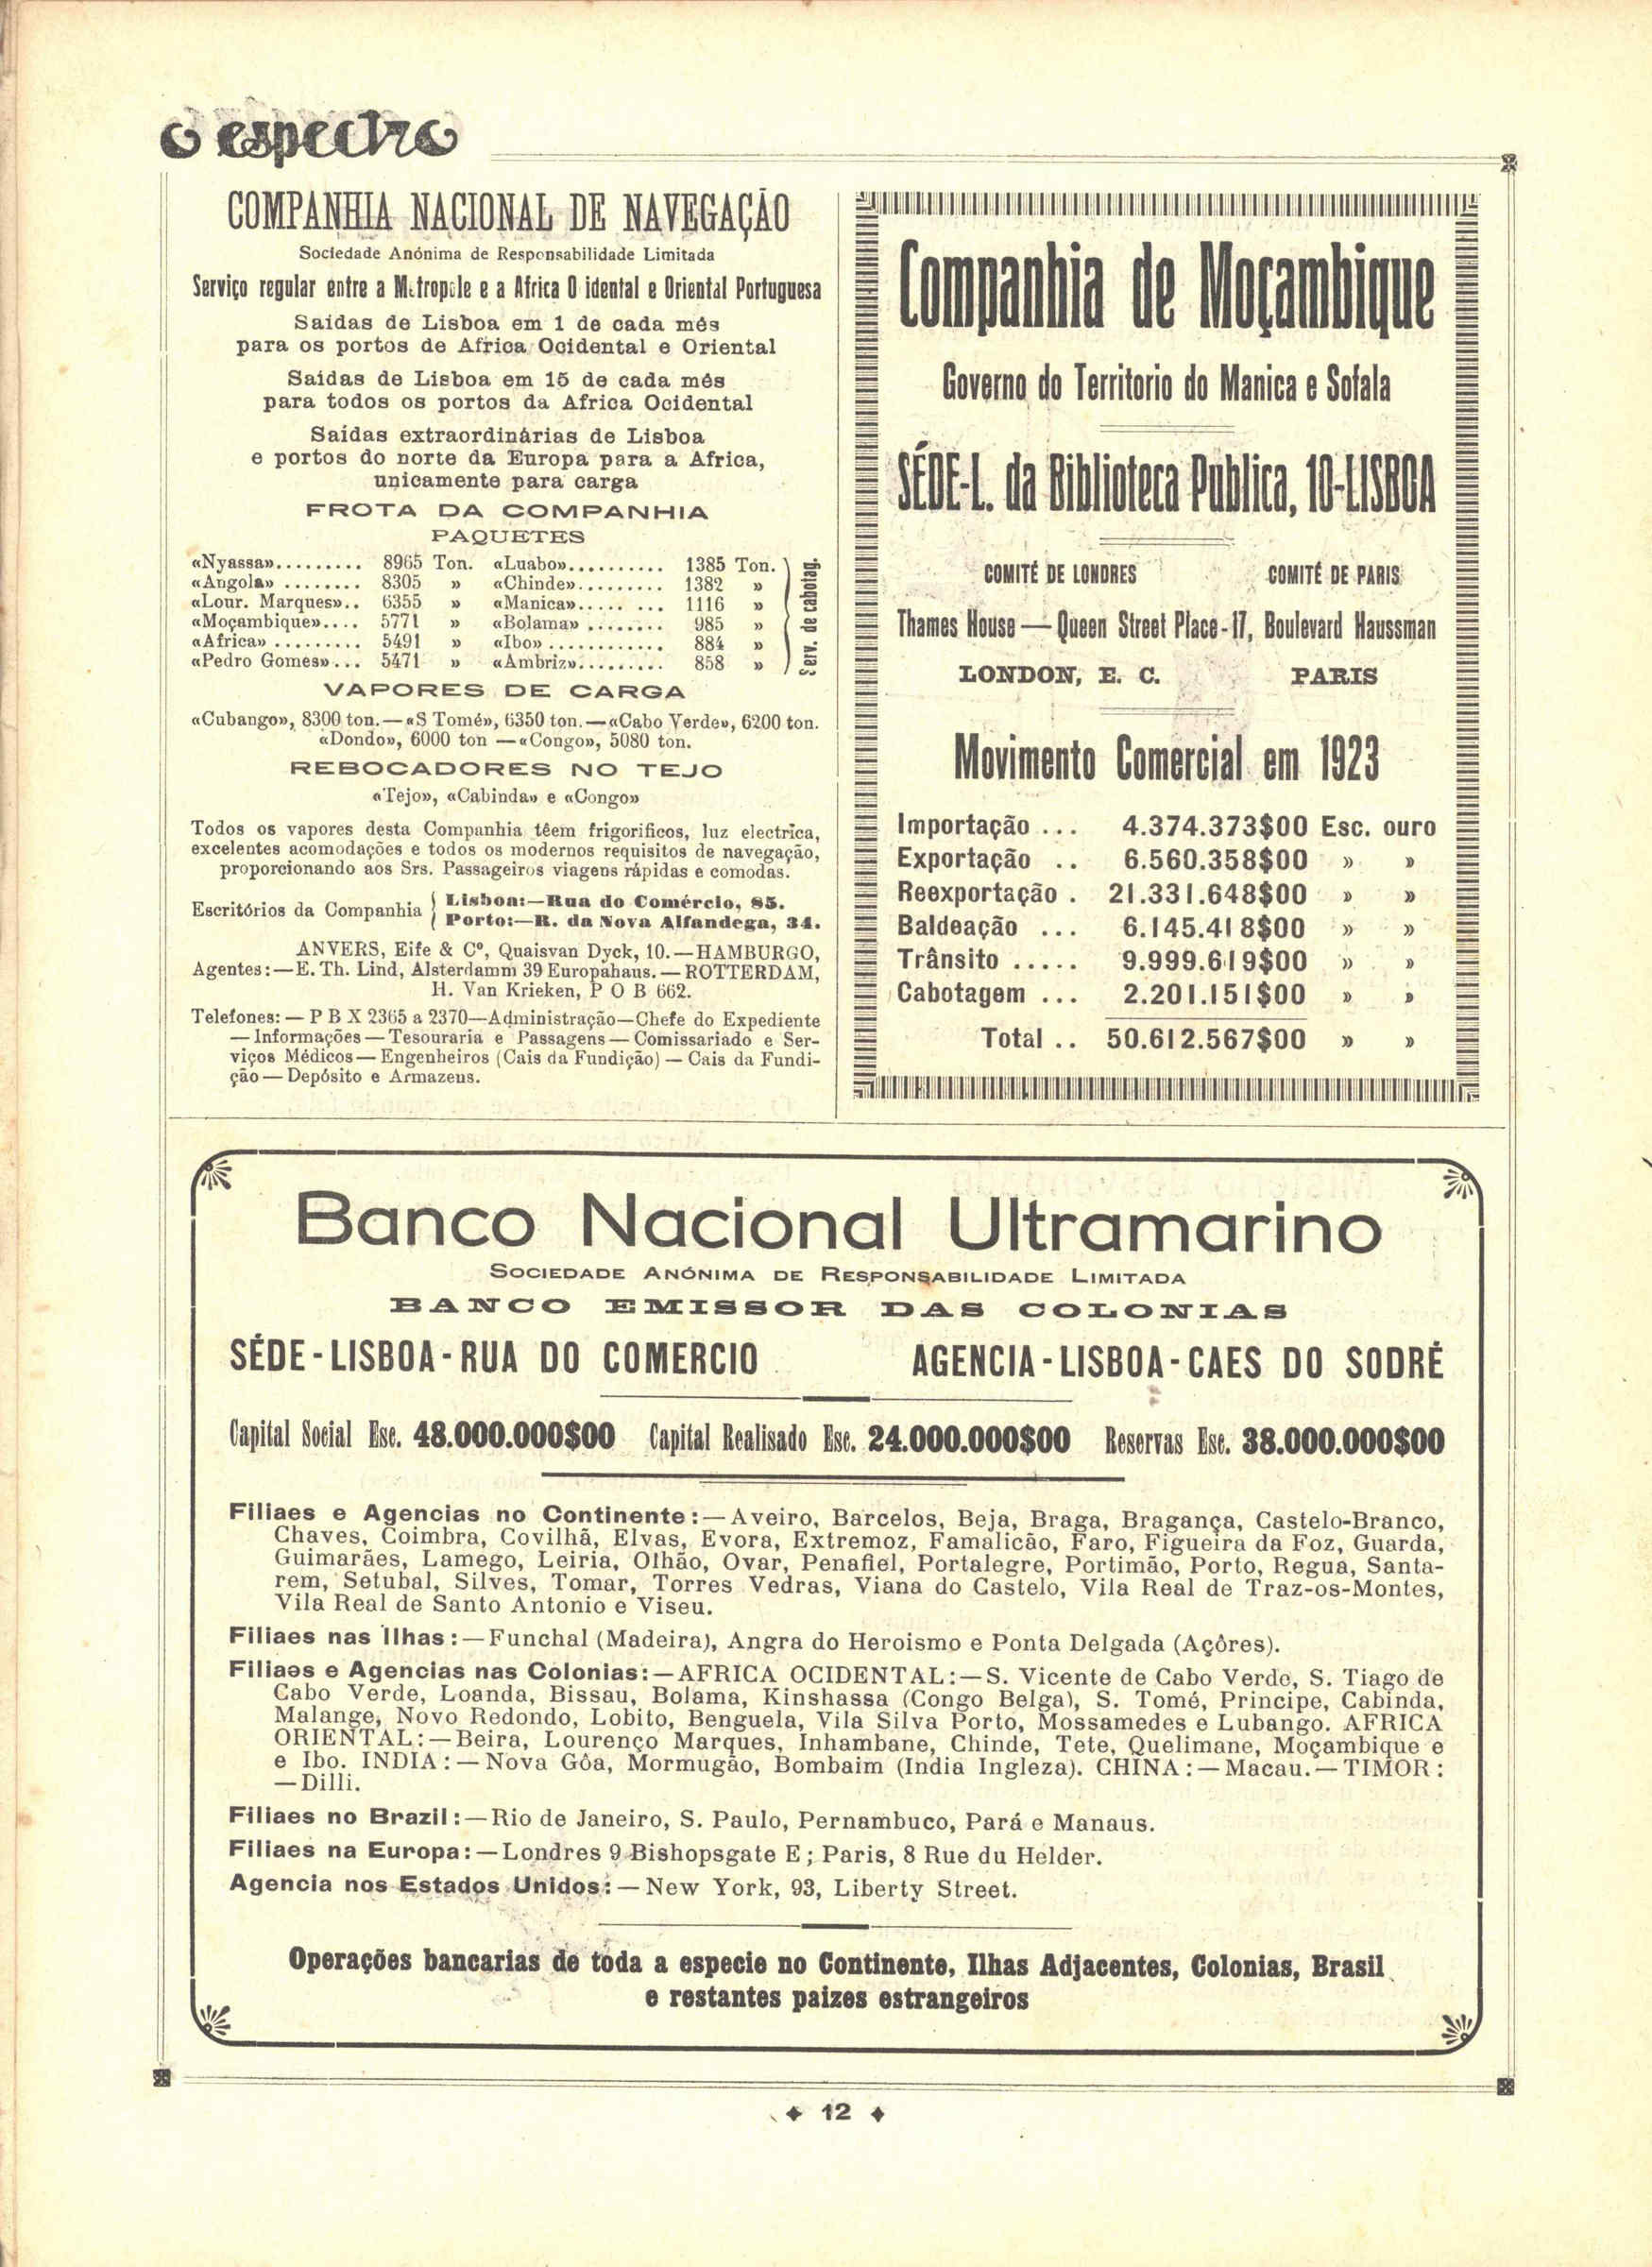 O espectro
COMPANHIA NACIONAL DE NAVEGAÇÃO
Sociedade Anónima de Responsabilidade Limitada
Serviço regular entre a Metropole e a Africa O idental e Oriental Portuguesa
Saidas de Lisboa em 1 de cada mês
para os portos de Africa Ocidental e Oriental
Saidas de Lisboa em 15 de cada mês
para todos os portos da Africa Ocidental
Saídas extraordinárias de Lisboa
e portos do norte da Europa para a Africa,
unicamente para carga
FROTA DA COMPANHIA
PAQUETES
«Nyassa»......... 8965 Ton. «Luabo».......... 1385 Ton.
«Angola» ........ 8305 » «Chinde»......... 1382 »
«Lour. Marques».. 6355 » «Manica»..... ... 1116 »
«Moçambique».... 5771 » «Bolama» ........ 985 »
«Africa» ......... 5491 » «Ibo» ............ 884 »
«Pedro Gomes»... 5471 » «Ambriz»......... 858 »
Serv. de cabotag.
VAPORES DE CARGA
«Cubango», 8300 ton.—«S Tomé», 6350 ton.—«Cabo Verde», 6200 ton.
«Dondo», 6000 ton —«Congo», 5080 ton.
REBOCADORES NO TEJO
«Tejo», «Cabinda» e «Congo»
Todos os vapores desta Companhia têem frigorificos, luz electrica,
excelentes acomodações e todos os modernos requisitos de navegação,
proporcionando aos Srs. Passageiros viagens rápidas e comodas.
Escritórios da Companhia { Lisboa:—Rua do Comércio, 85.
Porto:—R. da Nova Alfandega, 34.
ANVERS, Eife & Cº, Quaisvan Dyck, 10.—HAMBURGO,
Agentes:—E. Th. Lind, Alsterdamm 39 Europahaus.—ROTTERDAM,
H. Van Krieken, P O B 662.
Telefones: — P B X 2365 a 2370—Administração—Chefe do Expediente
—Informações—Tesouraria e Passagens—Comissariado e Ser-
viços Médicos—Engenheiros (Cais da Fundição) — Cais da Fundi-
ção—Depósito e Armazens.
Companhia de Moçambique
Governo do Territorio do Manica e Sofala
SÉDE-L. da Biblioteca Publica, 10-LISBOA
COMITÉ DE LONDRES COMITÉ DE PARIS
Thames House — Queen Street Place-17, Boulevard Haussman
LONDON, E. C. PARIS
Movimento Comercial em 1923
Importação ... 4.374.373$00 Esc. ouro
Exportação .. 6.560.358$00 » »
Reexportação . 21.331.648$00 » »
Baldeação ... 6.145.418$00 » »
Trânsito ..... 9.999.619$00 » »
Cabotagem ... 2.201.151$00 » »
Total .. 50.612.567$00 » »
Banco Nacional Ultramarino
SOCIEDADE ANÓNIMA DE RESPONSABILIDADE LIMITADA
BANCO EMISSOR DAS COLONIAS
SÉDE-LISBOA-RUA DO COMERCIO AGENCIA-LISBOA-CAES DO SODRÉ
Capital Social Esc. 48.000.000$00 Capital Realisado Esc. 24.000.000$00 Reservas Esc. 38.000.000$00
Filiaes e Agencias no Continente:—Aveiro, Barcelos, Beja, Braga, Bragança, Castelo-Branco,
Chaves, Coimbra, Covilhã, Elvas, Evora, Extremoz, Famalicão, Faro, Figueira da Foz, Guarda,
Guimarães, Lamego, Leiria, Olhão, Ovar, Penafiel, Portalegre, Portimão, Porto, Regua, Santa-
rem, Setubal, Silves, Tomar, Torres Vedras, Viana do Castelo, Vila Real de Traz-os-Montes,
Vila Real de Santo Antonio e Viseu.
Filiaes nas Ilhas:—Funchal (Madeira), Angra do Heroismo e Ponta Delgada (Açôres).
Filiaes e Agencias nas Colonias:—AFRICA OCIDENTAL:—S. Vicente de Cabo Verde, S. Tiago de
Cabo Verde, Loanda, Bissau, Bolama, Kinshassa (Congo Belga), S. Tomé, Principe, Cabinda,
Malange, Novo Redondo, Lobito, Benguela, Vila Silva Porto, Mossamedes e Lubango. AFRICA
ORIENTAL:—Beira, Lourenço Marques, Inhambane, Chinde, Tete, Quelimane, Moçambique e
e Ibo. INDIA:—Nova Gôa, Mormugão, Bombaim (India Ingleza). CHINA:—Macau.—TIMOR:
—Dilli.
Filiaes no Brazil:—Rio de Janeiro, S. Paulo, Pernambuco, Pará e Manaus.
Filiaes na Europa:—Londres 9 Bishopsgate E; Paris, 8 Rue du Helder.
Agencia nos Estados Unidos:—New York, 93, Liberty Street.
Operações bancarias de toda a especie no Continente, Ilhas Adjacentes, Colonias, Brasil
e restantes paizes estrangeiros
12